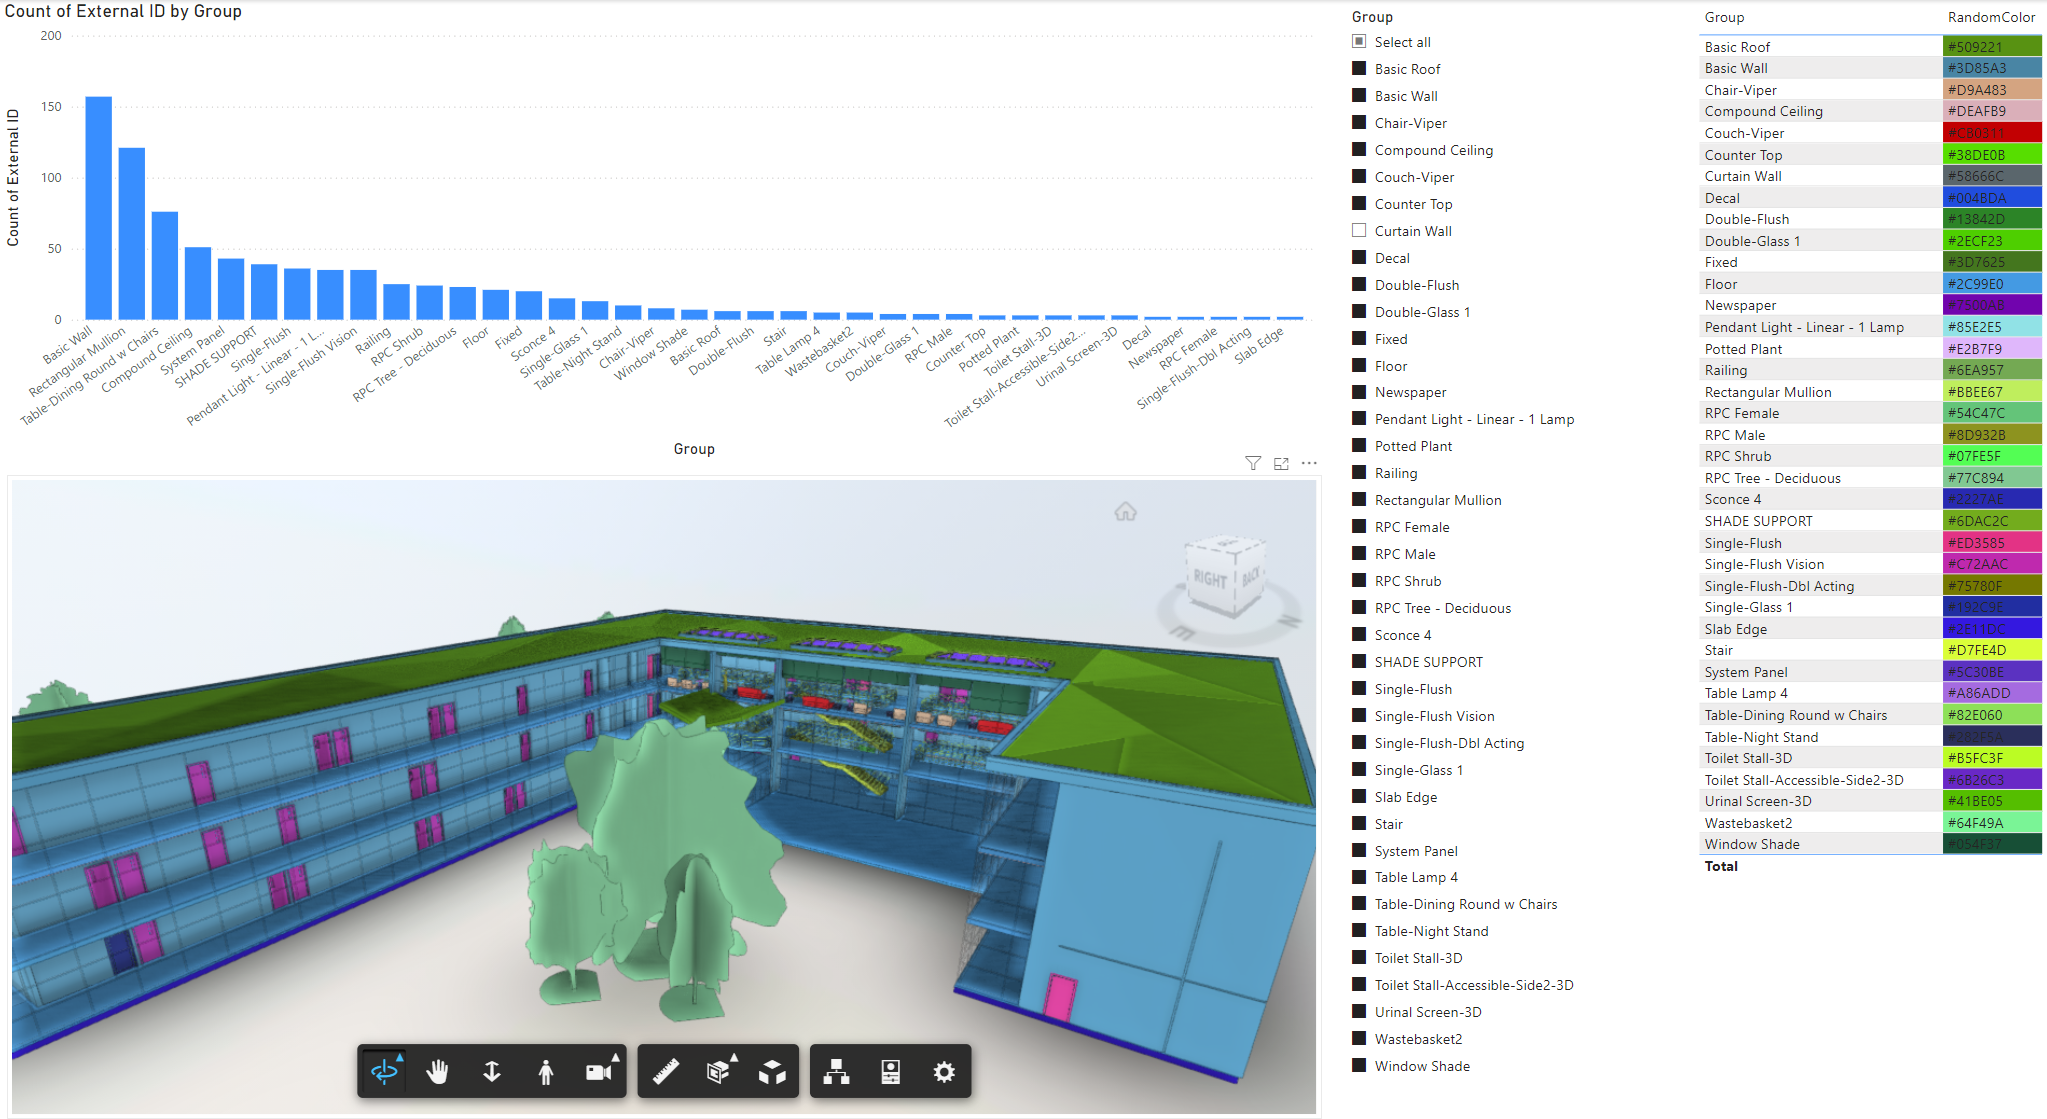 Count of External ID by Group
200
150
100
50
0
Count of External ID
Basic Wall
Rectangular Mullion
Table-Dining Round w Chairs
Compound Ceiling
System Panel
SHADE SUPPORT
Single-Flush
Pendant Light - Linear - 1 L...
Single-Flush Vision
Railing
RPC Shrub
RPC Tree - Deciduous
Floor
Fixed
Sconce 4
Single-Glass 1
Table-Night Stand
Chair-Viper
Window Shade
Basic Roof
Double-Flush
Stair
Table Lamp 4
Wastebasket2
Couch-Viper
Double-Glass 1
RPC Male
Counter Top
Potted Plant
Toilet Stall-3D
Toilet Stall-Accessible-Side2...
Urinal Screen-3D
Decal
Newspaper
RPC Female
Single-Flush-Dbl Acting
Slab Edge
Group
RIGHT
BACK
Group
Select all
Basic Roof
Basic Wall
Chair-Viper
Compound Ceiling
Couch-Viper
Counter Top
Curtain Wall
Decal
Double-Flush
Double-Glass 1
Fixed
Floor
Newspaper
Pendant Light - Linear - 1 Lamp
Potted Plant
Railing
Rectangular Mullion
RPC Female
RPC Male
RPC Shrub
RPC Tree - Deciduous
Sconce 4
SHADE SUPPORT
Single-Flush
Single-Flush Vision
Single-Flush-Dbl Acting
Single-Glass 1
Slab Edge
Stair
System Panel
Table Lamp 4
Table-Dining Round w Chairs
Table-Night Stand
Toilet Stall-3D
Toilet Stall-Accessible-Side2-3D
Urinal Screen-3D
Wastebasket2
Window Shade
Group RandomColor
Basic Roof #509221
Basic Wall #3D85A3
Chair-Viper #D9A483
Compound Ceiling #DEAFB9
Couch-Viper #CB0511
Counter Top #38DE0B
Curtain Wall #58666C
Decal #004BDA
Double-Flush #13842D
Double-Glass 1 #2ECF23
Fixed #3D7625
Floor #2C99E0
Newspaper #7500AB
Pendant Light - Linear - 1 Lamp #85E2E5
Potted Plant #E2B7F9
Railing #6EA957
Rectangular Mullion #BBEE67
RPC Female #54C47C
RPC Male #8D932B
RPC Shrub #07FE5F
RPC Tree - Deciduous #77C894
Sconce 4 #2227AE
SHADE SUPPORT #6DAC2C
Single-Flush #ED3585
Single-Flush Vision #C72AAC
Single-Flush-Dbl Acting #75780F
Single-Glass 1 #192C9E
Slab Edge #2E11DC
Stair #D7FE4D
System Panel #5C30BE
Table Lamp 4 #A86ADD
Table-Dining Round w Chairs #82E060
Table-Night Stand #282F5A
Toilet Stall-3D #B5FC3F
Toilet Stall-Accessible-Side2-3D #6B26C3
Urinal Screen-3D #41BE05
Wastebasket2 #64F49A
Window Shade #054F37
Total